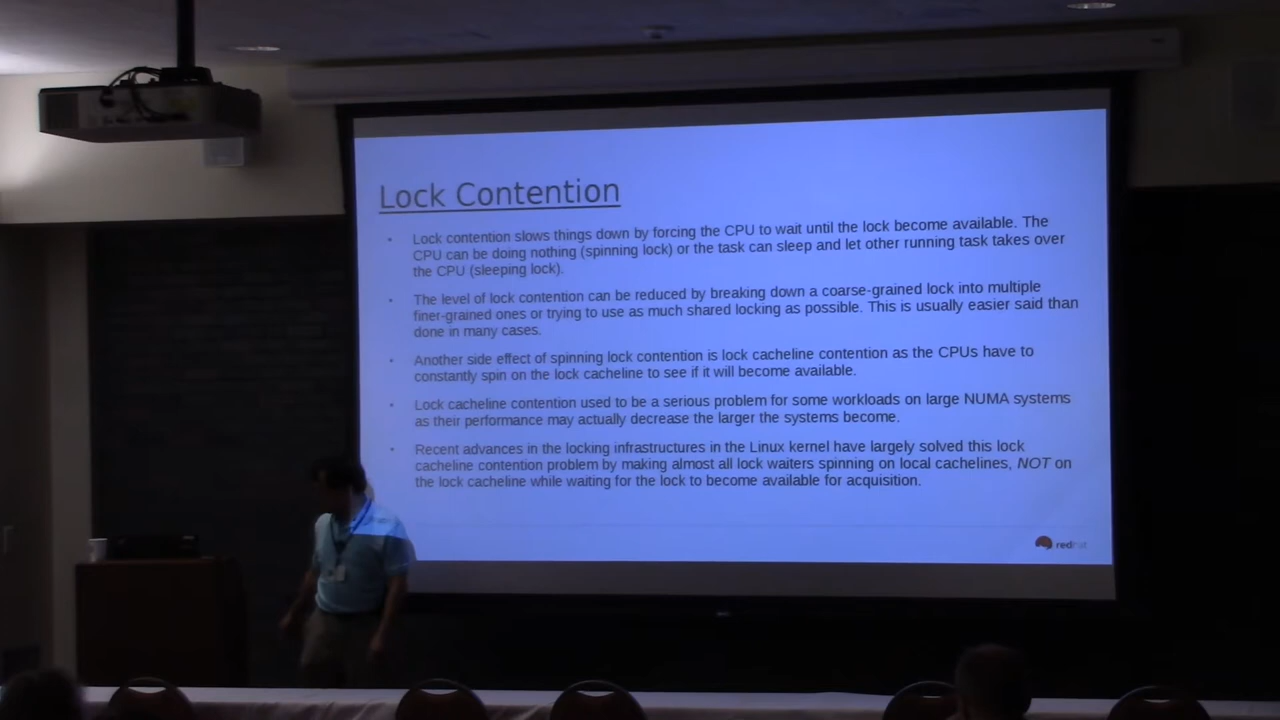 Lock Contention
Lock contention slows things down by forcing the CPU to wait until the lock become available. The
CPU can be doing nothing (spinning lock) or the task can sleep and let other running task takes over
the CPU (sleeping lock).
The level of lock contention can be reduced by breaking down a coarse-grained lock into multiple
finer-grained ones or trying to use as much shared locking as possible. This is usually easier said than
done in many cases.
Another side effect of spinning lock contention is lock cacheline contention as the CPUs have to
constantly spin on the lock cacheline to see if it will become available.
Lock cacheline contention used to be a serious problem for some workloads on large NUMA systems
as their performance may actually decrease the larger the systems become.
Recent advances in the locking infrastructures in the Linux kernel have largely solved this lock
cacheline contention problem by making almost all lock waiters spinning on local cachelines, NOT on
the lock cacheline while waiting for the lock to become available for acquisition.
redhat